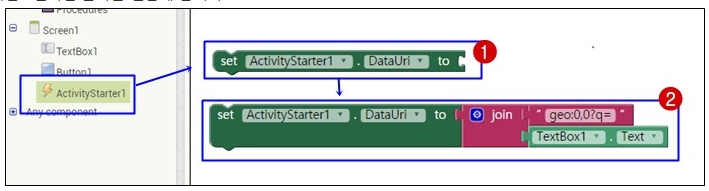 Procedures
Screen1
TextBox1
Button1
ActivityStarter1
Any component
1
set ActivityStarter1 . DataUri to
2
set ActivityStarter1 . DataUri to join " geo:0,0?q= "
TextBox1 . Text